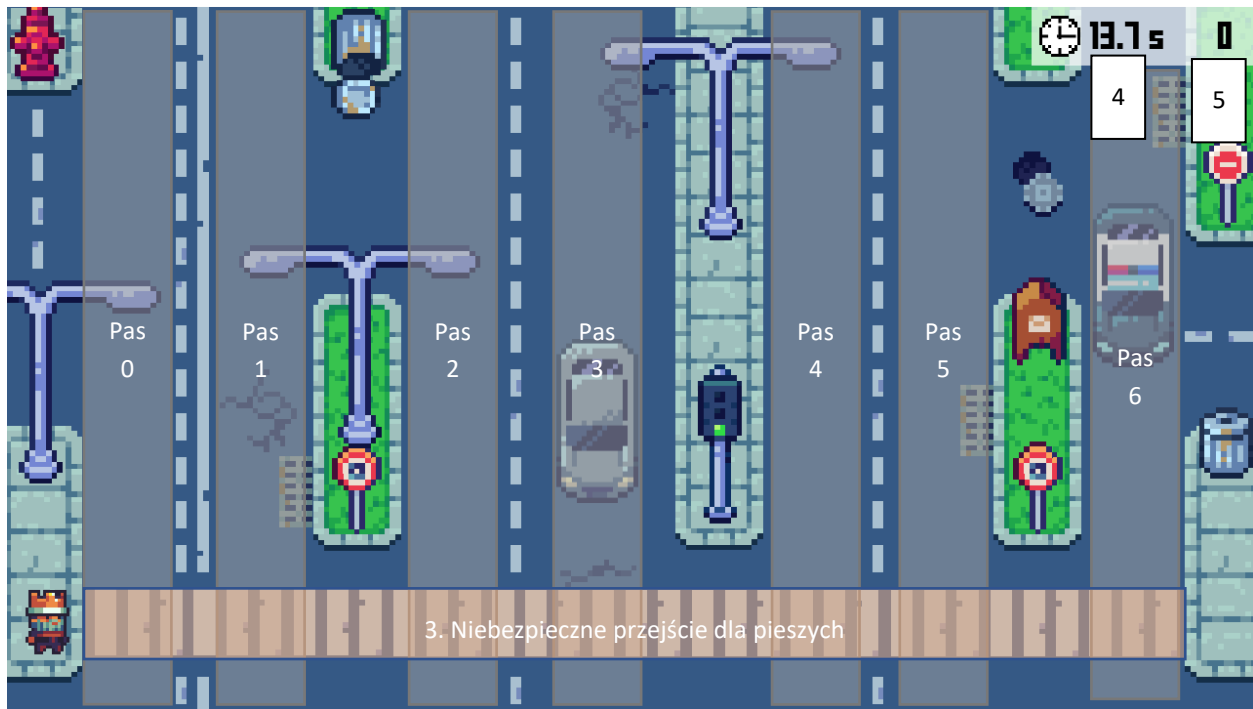 13.7 s 0
4 5
Pas
0
Pas
1
Pas
2
Pas
3
Pas
4
Pas
5
Pas
6
3. Niebezpieczne przejście dla pieszych